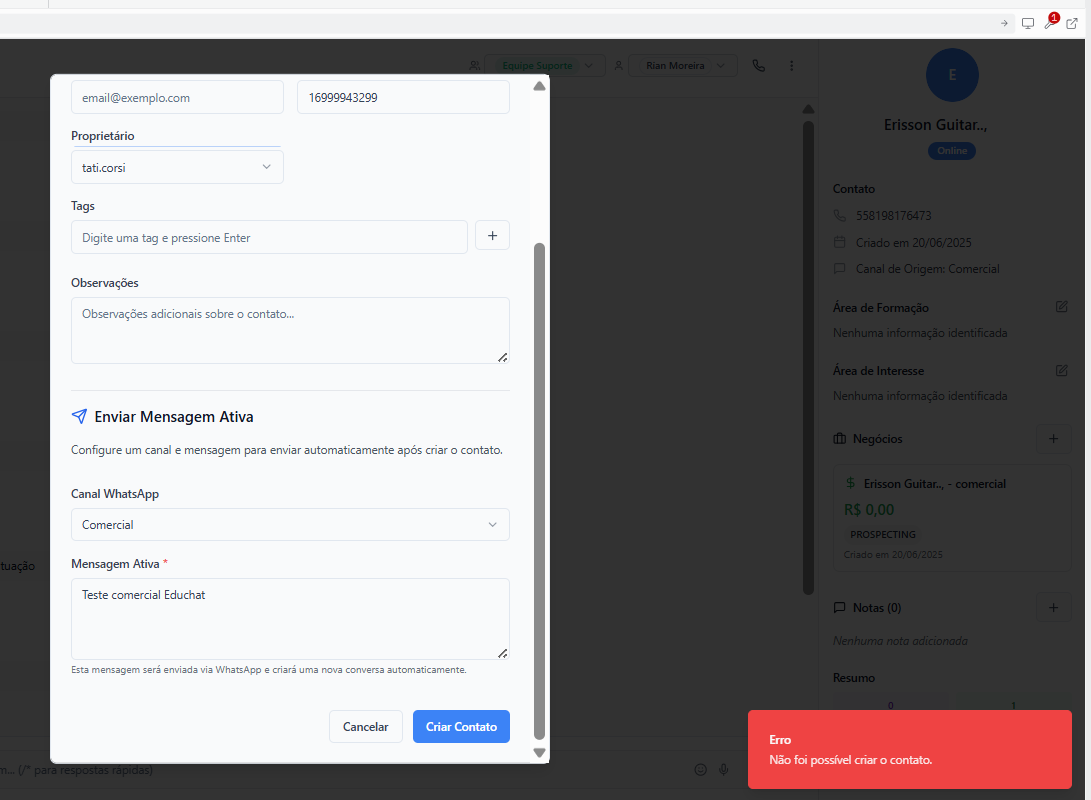 1
Equipe Suporte
Rian Moreira
email@exemplo.com
16999943299
Proprietário
tati.corsi
Tags
Digite uma tag e pressione Enter
+
Observações
Observações adicionais sobre o contato...
Enviar Mensagem Ativa
Configure um canal e mensagem para enviar automaticamente após criar o contato.
Canal WhatsApp
Comercial
Mensagem Ativa *
Teste comercial Educhat
Esta mensagem será enviada via WhatsApp e criará uma nova conversa automaticamente.
Cancelar
Criar Contato
tuação
m... (/" para respostas rápidas)
E
Erisson Guitar..,
Online
Contato
558198176473
Criado em 20/06/2025
Canal de Origem: Comercial
Área de Formação
Nenhuma informação identificada
Área de Interesse
Nenhuma informação identificada
Negócios
+
$ Erisson Guitar.., - comercial
R$ 0,00
PROSPECTING
Criado em 20/06/2025
Notas (0)
+
Nenhuma nota adicionada
Resumo
0
1
Erro
Não foi possível criar o contato.